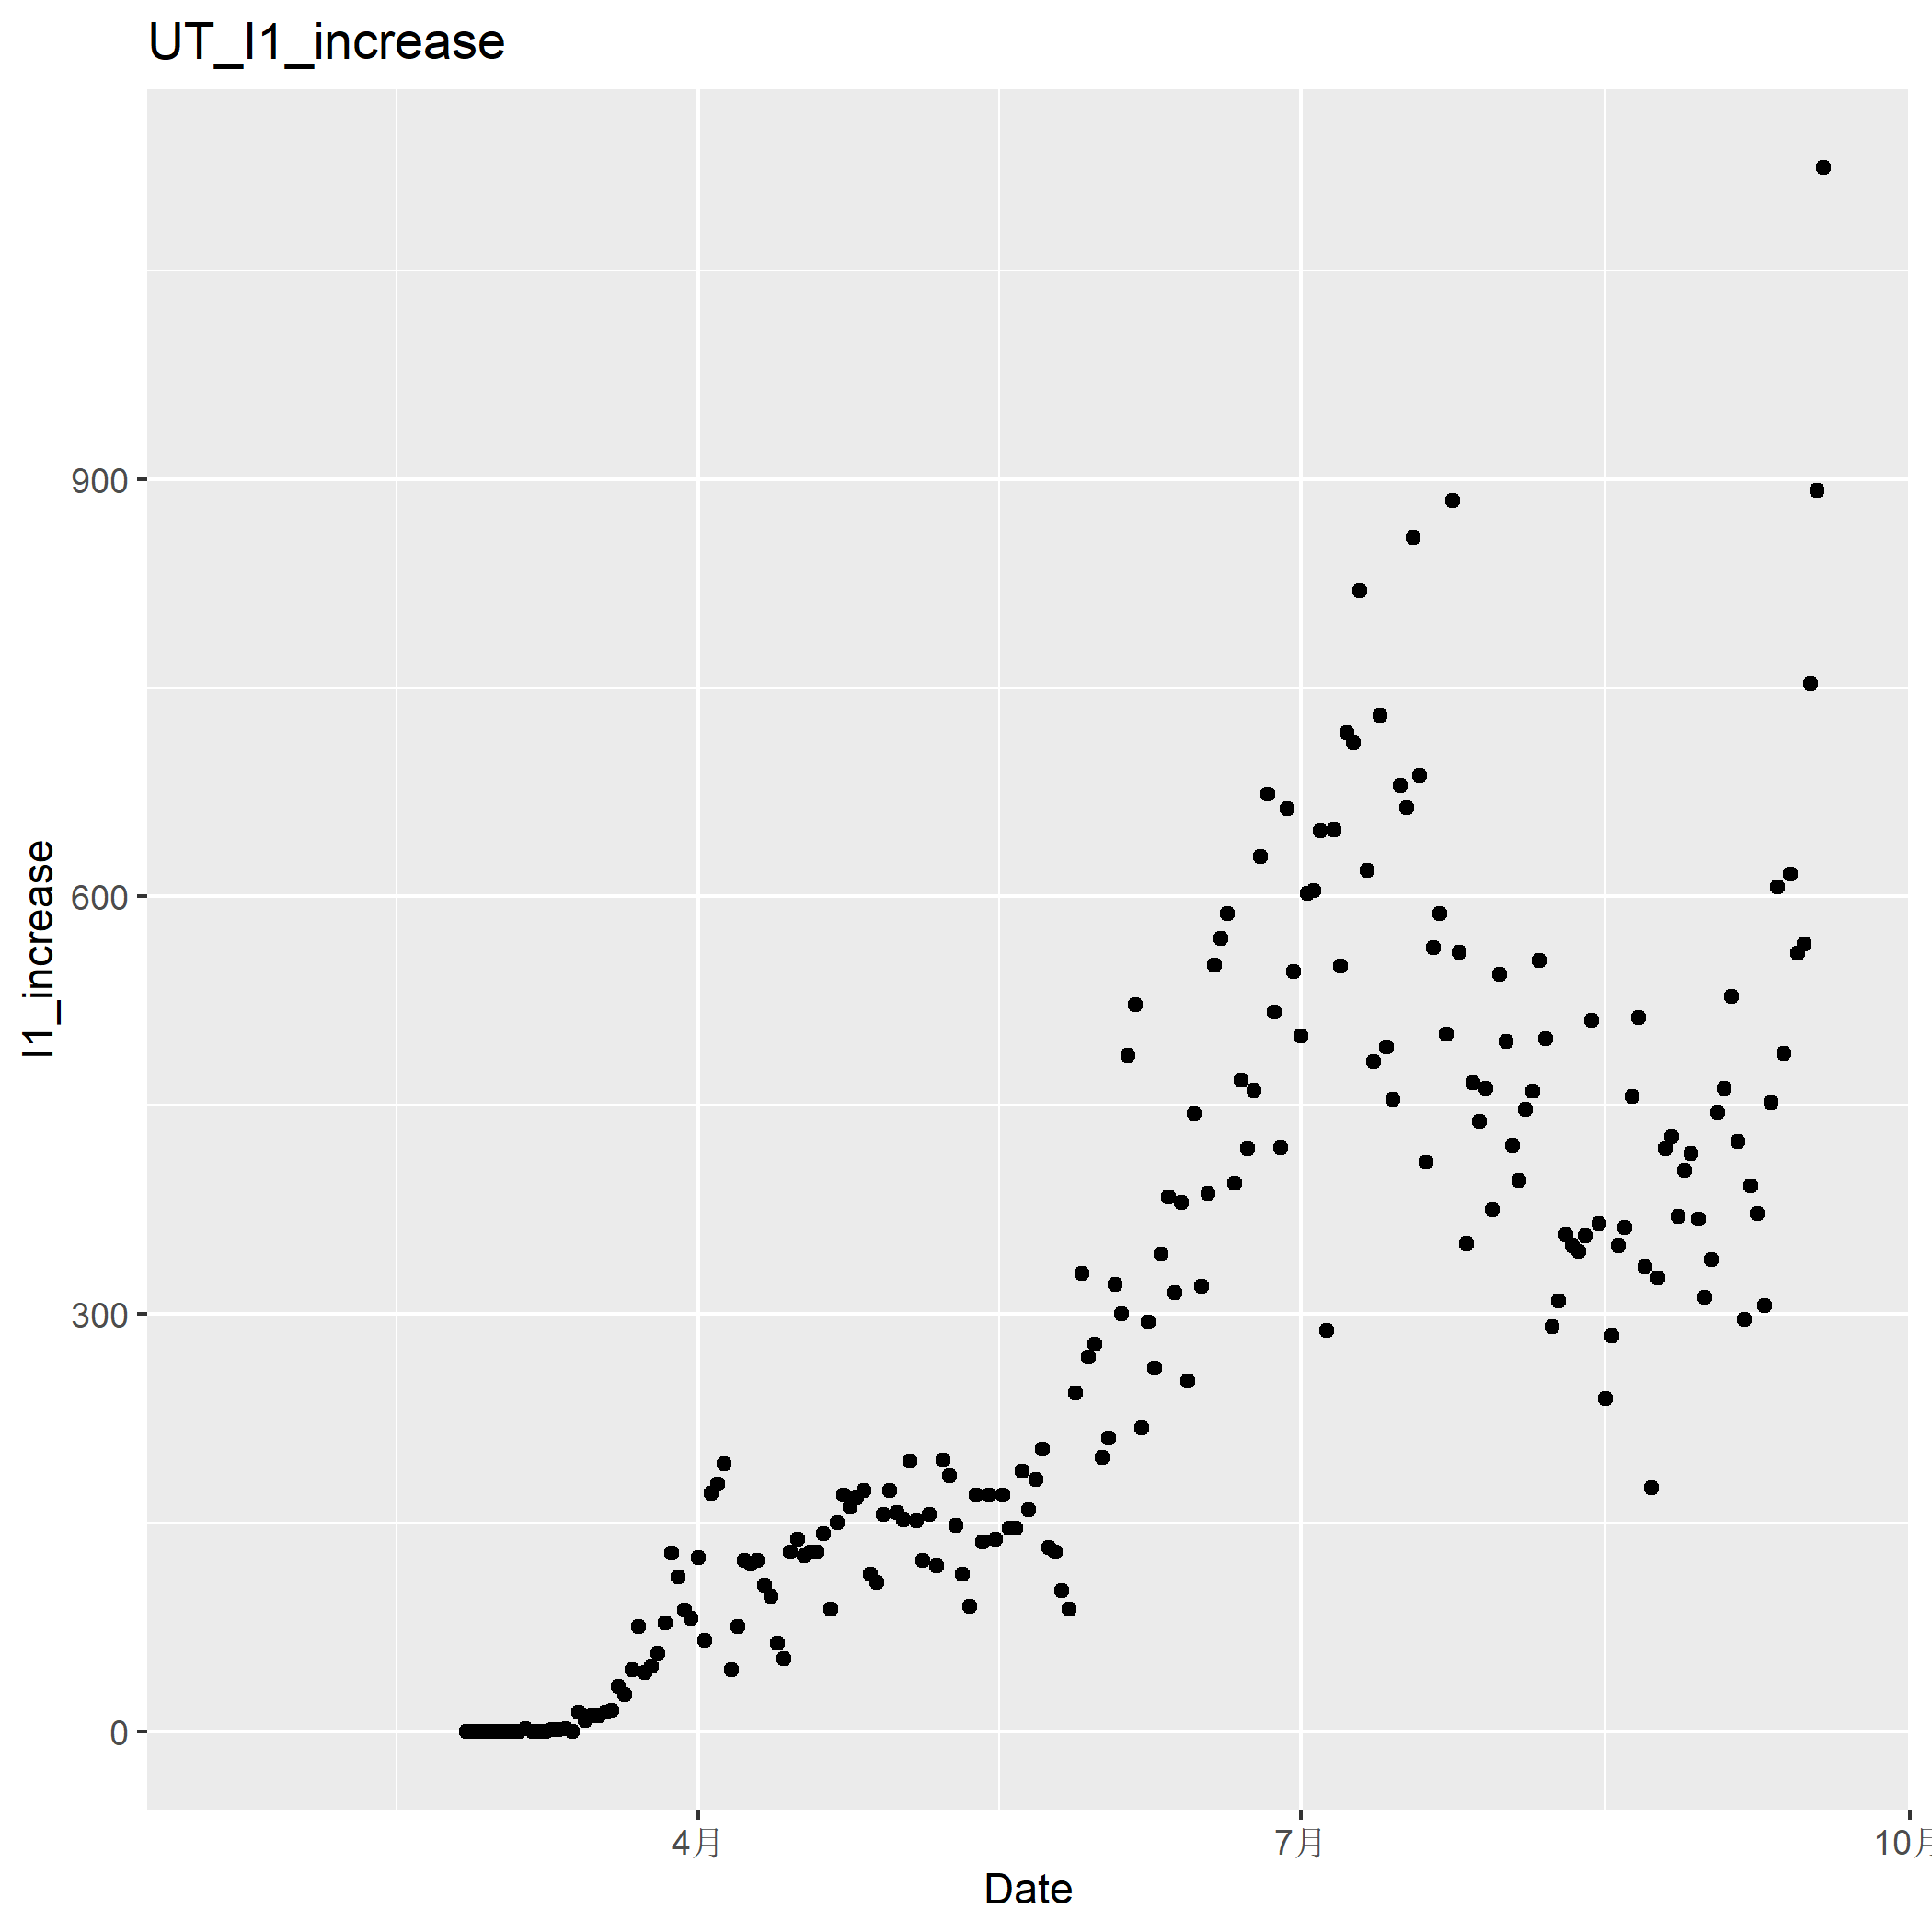 UT_I1_increase
I1_increase
900
600
300
0
4月
7月
10月
Date